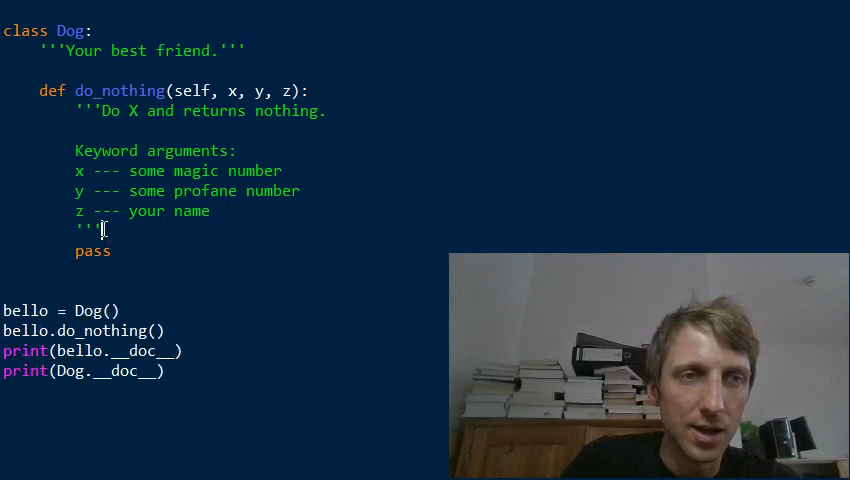 class Dog:
'''Your best friend.'''
def do_nothing(self, x, y, z):
'''Do X and returns nothing.
Keyword arguments:
x --- some magic number
y --- some profane number
z --- your name
'''
pass
bello = Dog()
bello.do_nothing()
print(bello.__doc__)
print(Dog.__doc__)